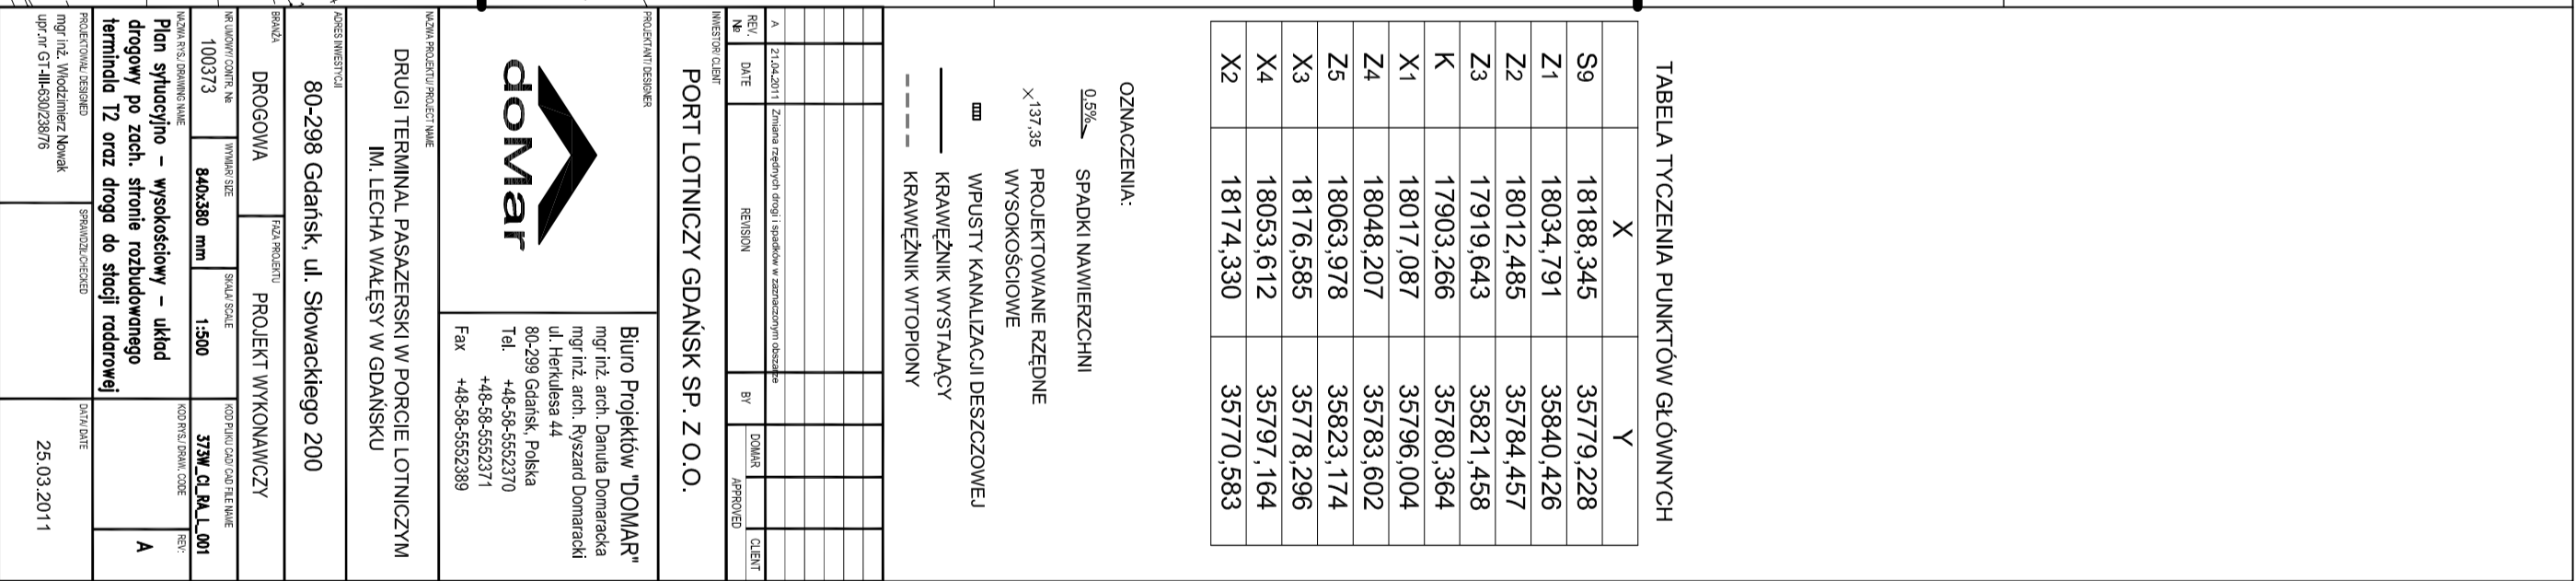 TABELA TYCZENIA PUNKTÓW GŁÓWNYCH
X Y
S9 18188,345 35779,228
Z1 18034,791 35840,426
Z2 18012,485 35784,457
Z3 17919,643 35821,458
K 17903,266 35780,364
X1 18017,087 35796,004
Z4 18048,207 35783,602
Z5 18063,978 35823,174
X3 18176,585 35778,296
X4 18053,612 35797,164
X2 18174,330 35770,583
OZNACZENIA:
0,5% SPADKI NAWIERZCHNI
×137,35 PROJEKTOWANE RZĘDNE
WYSOKOŚCIOWE
WPUSTY KANALIZACJI DESZCZOWEJ
KRAWĘŻNIK WYSTAJĄCY
KRAWĘŻNIK WTOPIONY
A 21.04.2011 Zmiana rzędnych drogi i spadków w zaznaczonym obszarze
REV. № DATE REVISION BY DOMAR CLIENT
APPROVED
INWESTOR/ CLIENT
PORT LOTNICZY GDAŃSK SP. Z O.O.
PROJEKTANT/ DESIGNER
doMar
Biuro Projektów "DOMAR"
mgr inż. arch. Danuta Domaracka
mgr inż. arch. Ryszard Domaracki
ul. Herkulesa 44
80-299 Gdańsk, Polska
Tel. +48-58-5552370
+48-58-5552371
Fax +48-58-5552389
NAZWA PROJEKTU/ PROJECT NAME
DRUGI TERMINAL PASAŻERSKI W PORCIE LOTNICZYM
IM. LECHA WAŁĘSY W GDAŃSKU
ADRES INWESTYCJI
80-298 Gdańsk, ul. Słowackiego 200
BRANŻA FAZA PROJEKTU
DROGOWA PROJEKT WYKONAWCZY
NR UMOWY/ CONTR. № WYMIAR/ SIZE SKALA/ SCALE KOD PLIKU CAD/ CAD FILE NAME
100373 840x380 mm 1:500 373W_CI_RA_L_001
NAZWA RYS./ DRAWING NAME KOD RYS./ DRAW. CODE REV:
Plan sytuacyjno – wysokościowy – układ
drogowy po zach. stronie rozbudowanego
terminala T2 oraz droga do stacji radarowej
A
PROJEKTOWAŁ/ DESIGNED SPRAWDZIŁ/CHECKED DATA/ DATE
mgr inż. Włodzimierz Nowak
upr.nr GT-III-630/238/76
25.03.2011